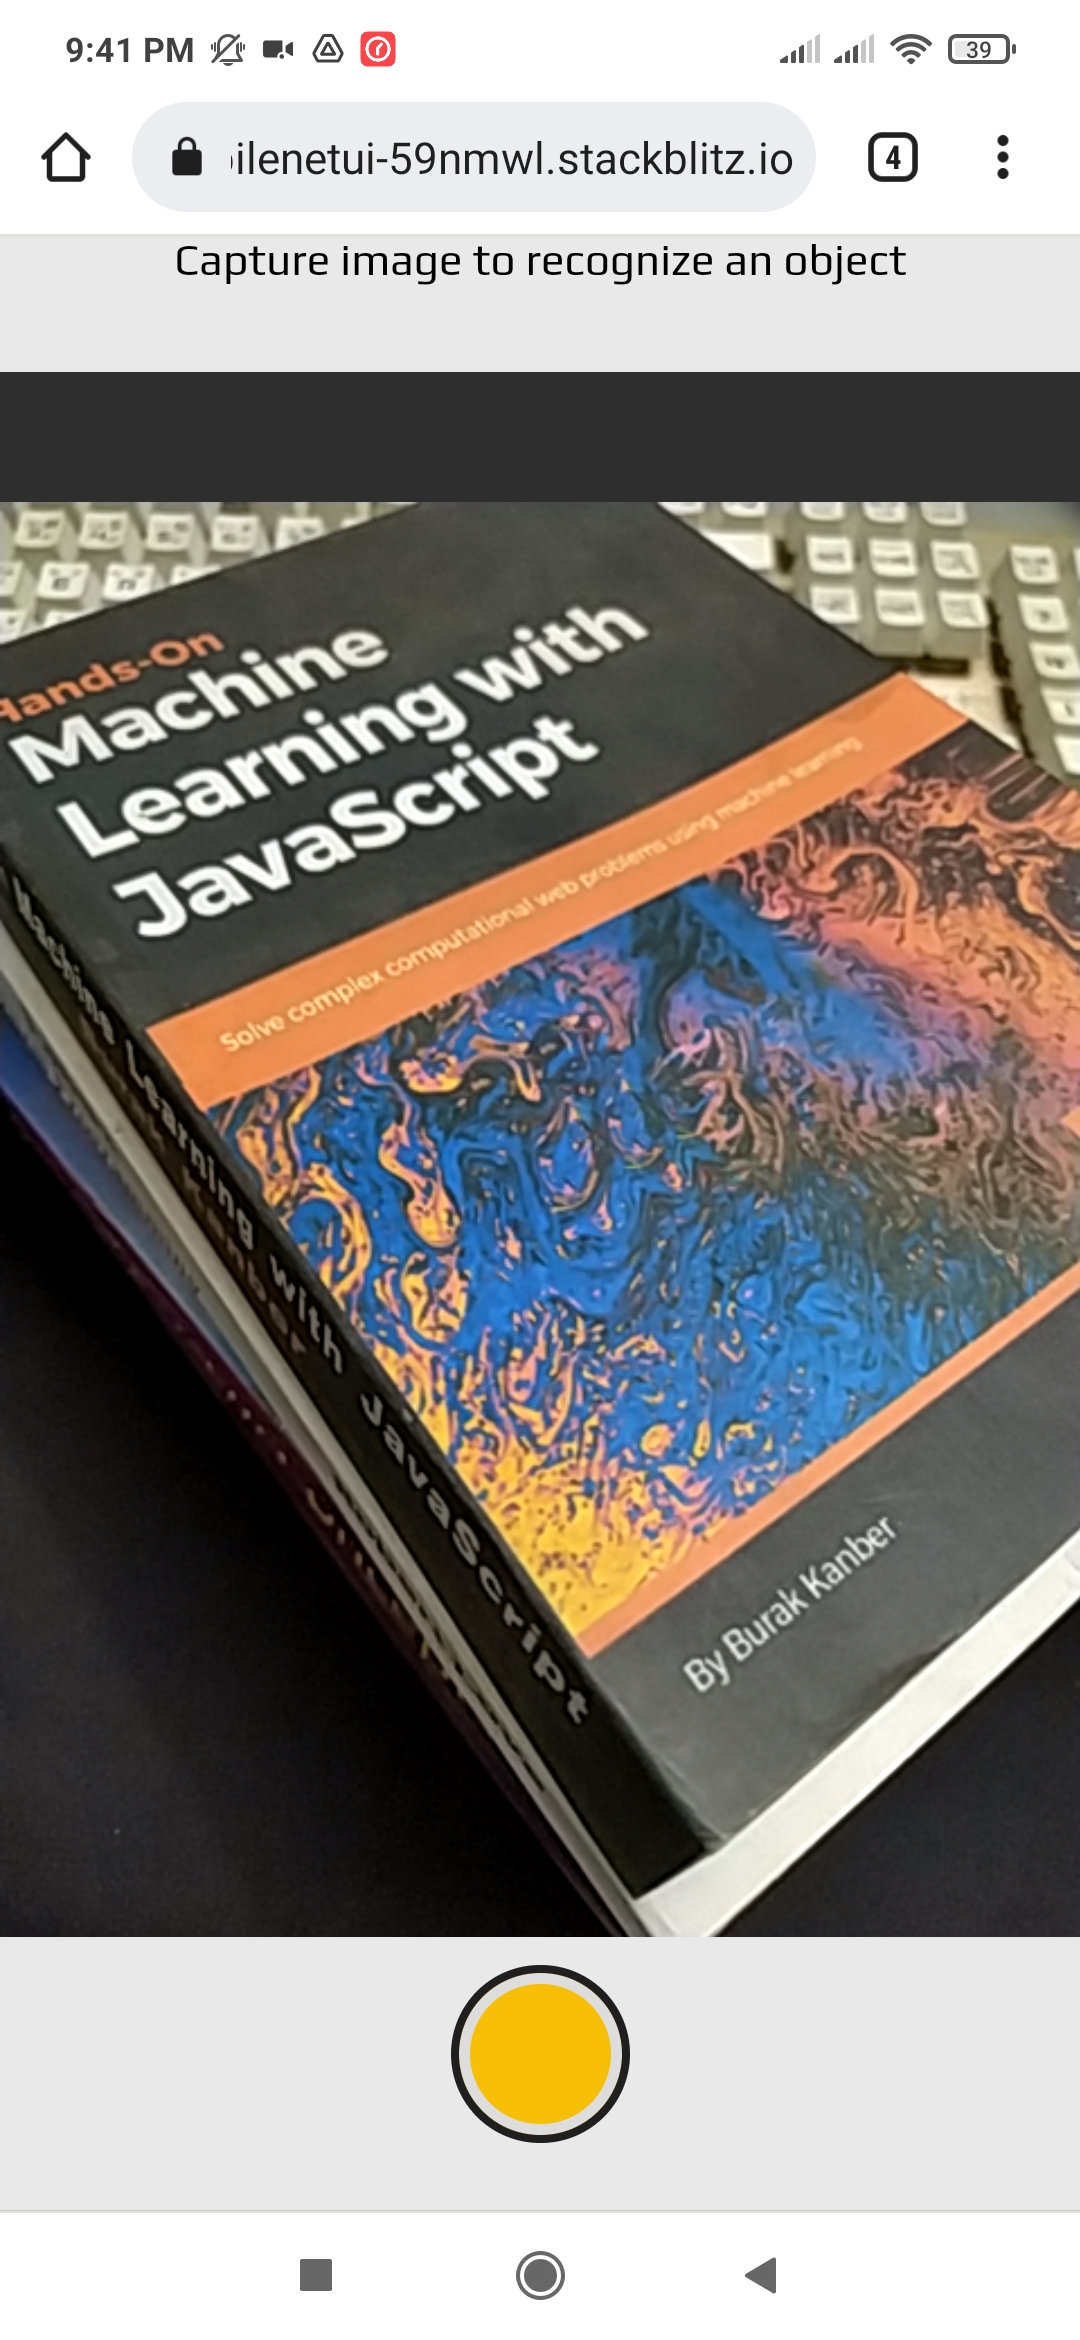 9:41 PM
39
ilenetui-59nmwl.stackblitz.io
4
Capture image to recognize an object
Hands-On
Machine
Learning with
JavaScript
Solve complex computational web problems using machine learning
Machine Learning with JavaScript
By Burak Kanber